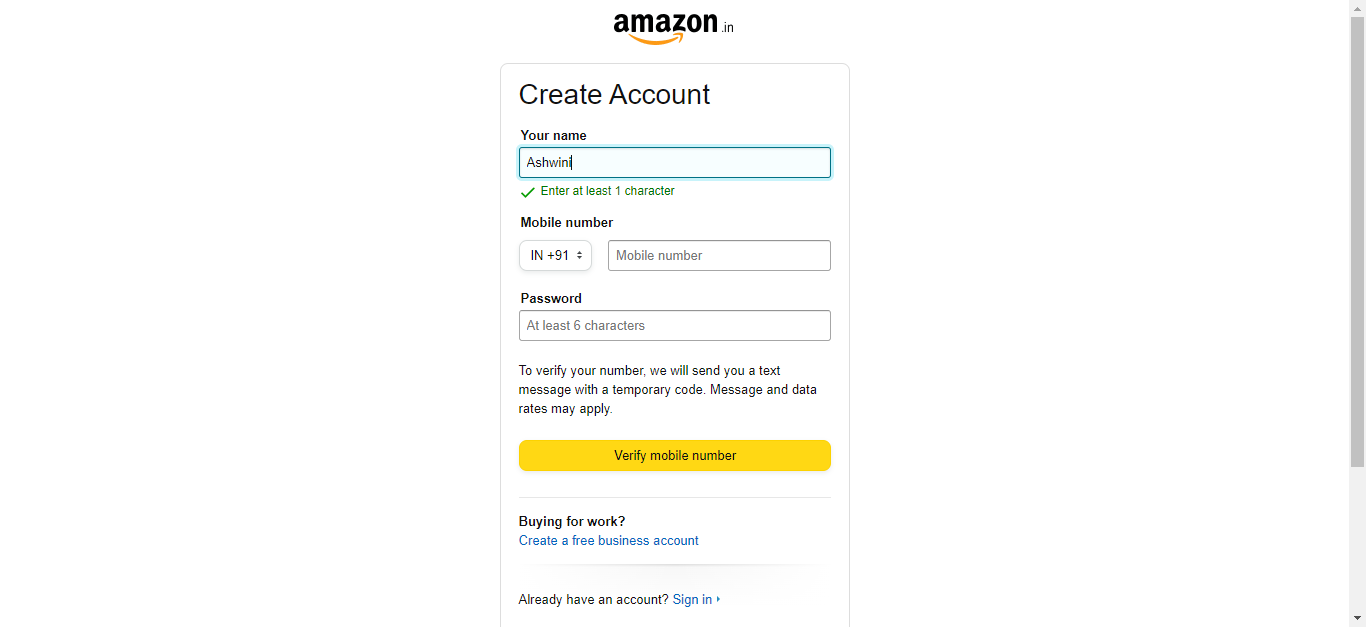 amazon.in
Create Account
Your name
Ashwini
Enter at least 1 character
Mobile number
IN +91
Mobile number
Password
At least 6 characters
To verify your number, we will send you a text
message with a temporary code. Message and data
rates may apply.
Verify mobile number
Buying for work?
Create a free business account
Already have an account? Sign in